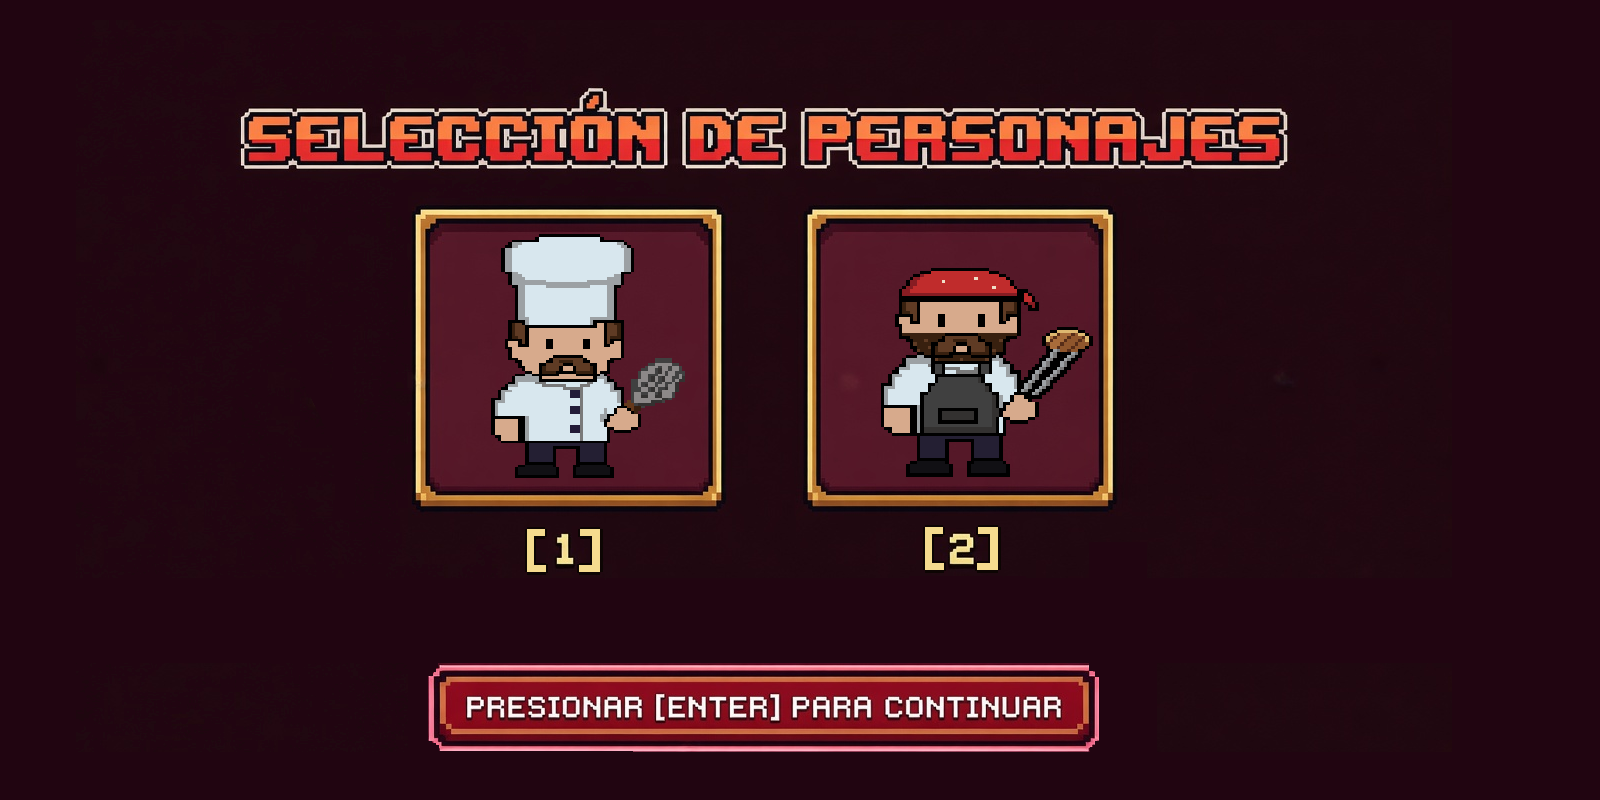 SELECCIÓN DE PERSONAJES
[1] [2]
PRESIONAR [ENTER] PARA CONTINUAR